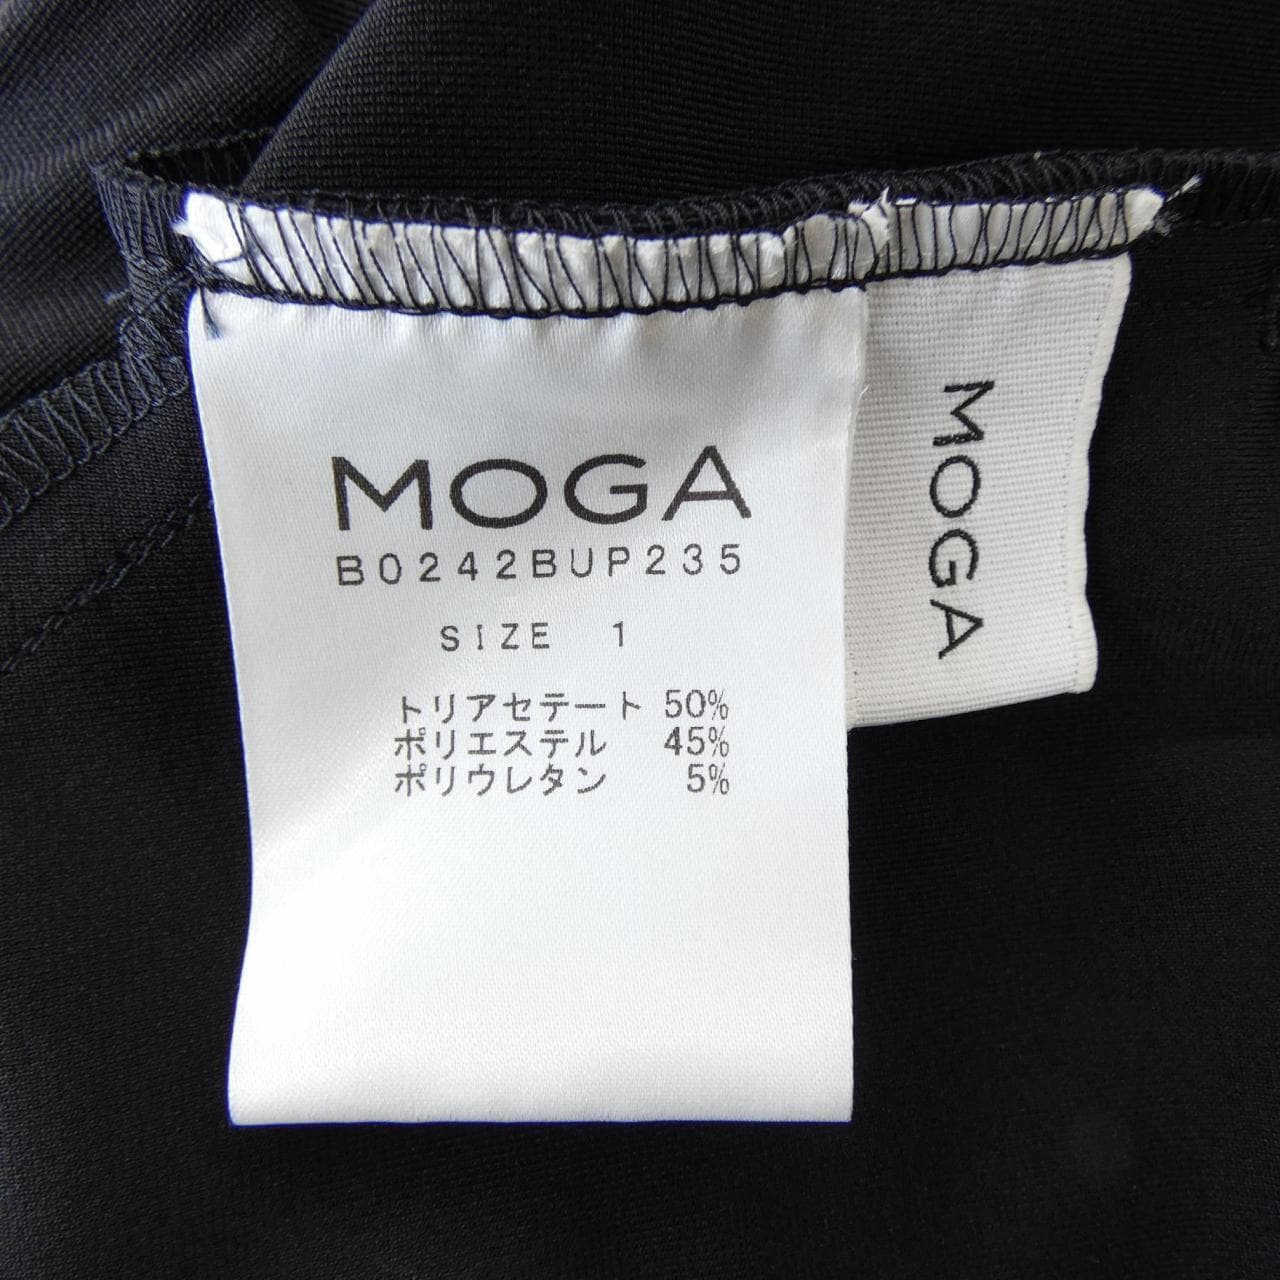 MOGA
B0242BUP235
SIZE 1
トリアセテート 50%
ポリエステル 45%
ポリウレタン 5%
MOGA